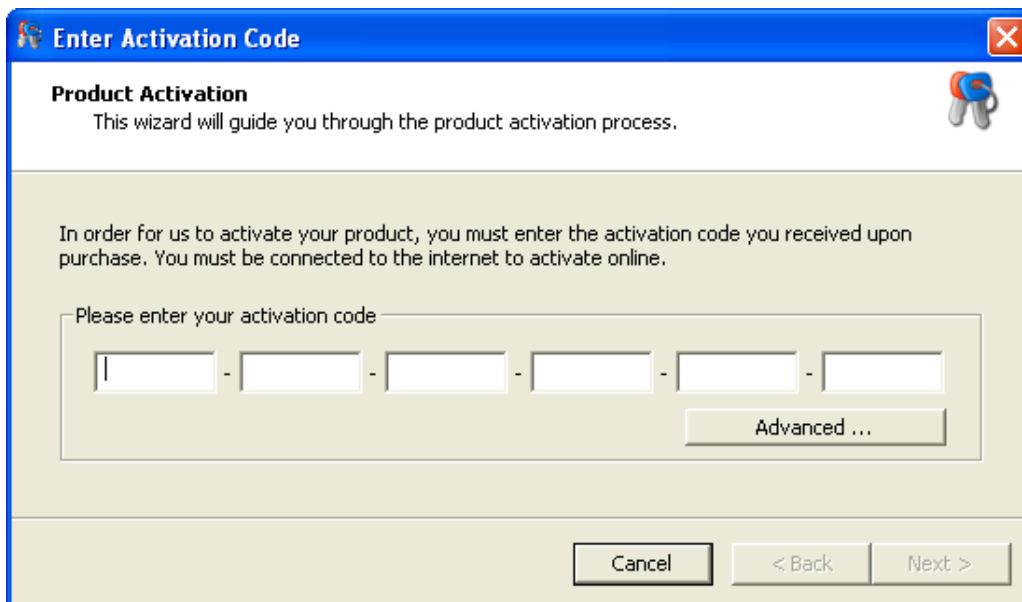 Enter Activation Code
Product Activation
This wizard will guide you through the product activation process.
In order for us to activate your product, you must enter the activation code you received upon
purchase. You must be connected to the internet to activate online.
Please enter your activation code
- - - - -
Advanced ...
Cancel < Back Next >